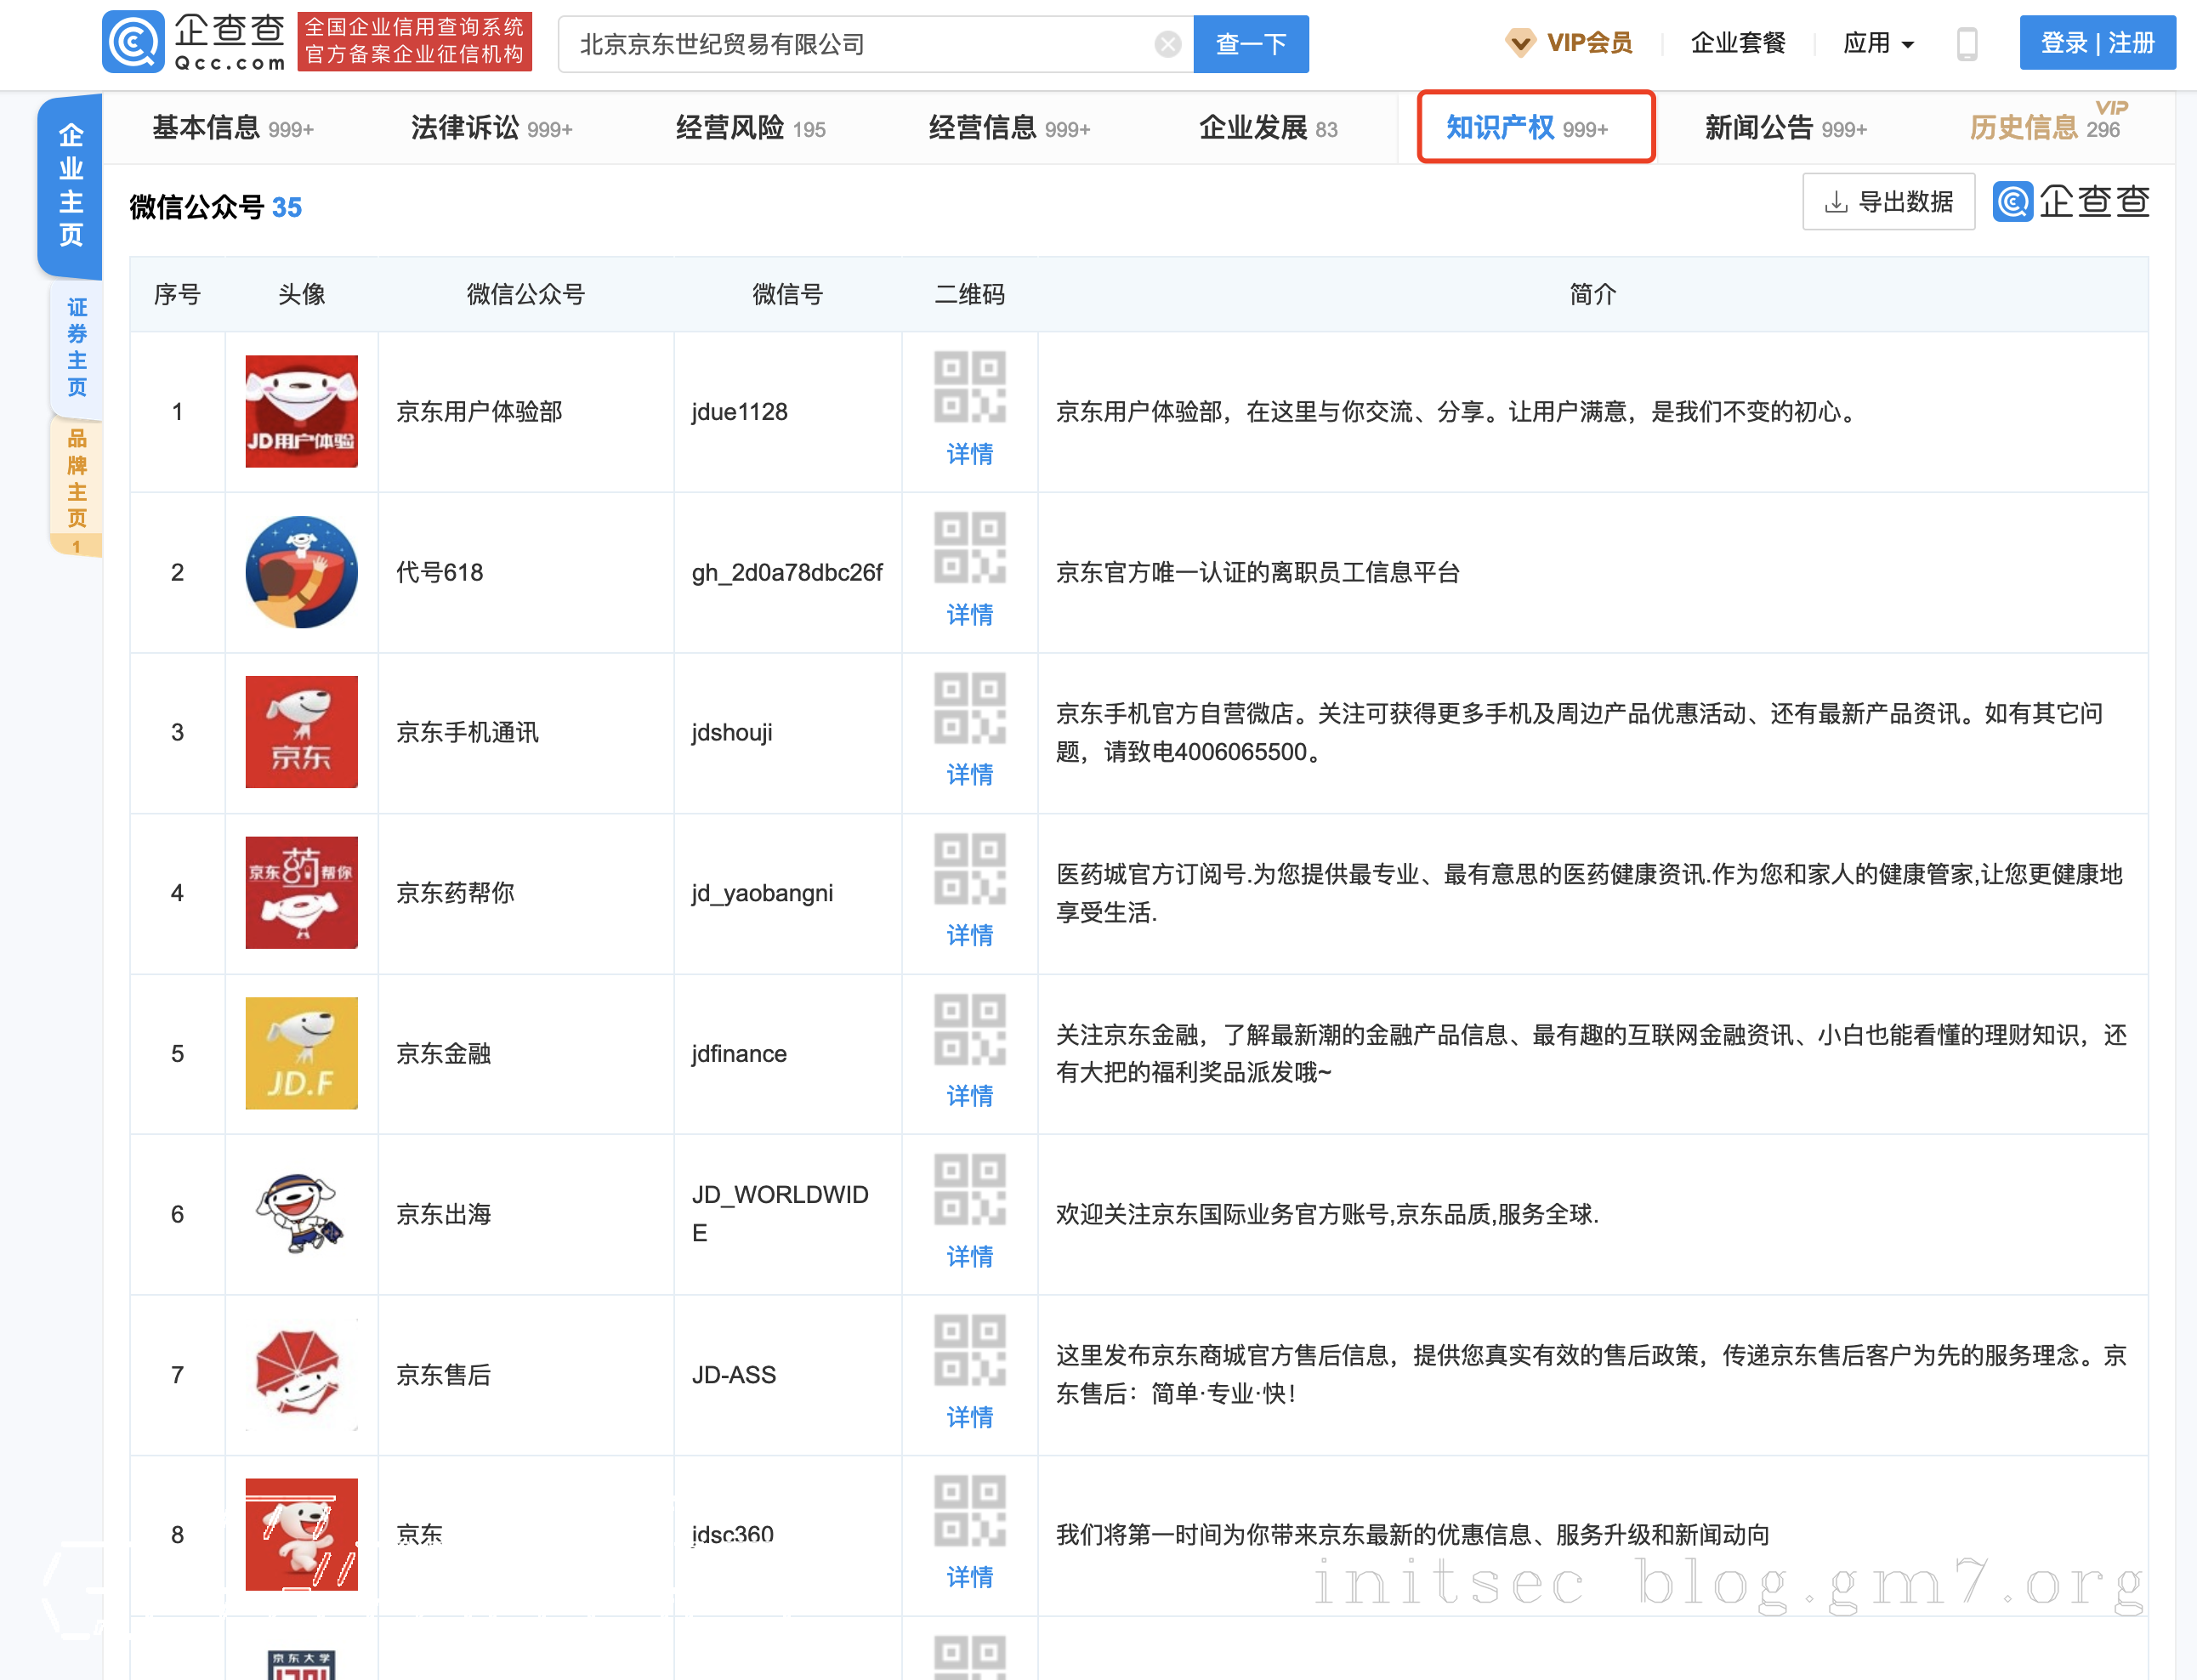 企查查
Qcc.com
全国企业信用查询系统
官方备案企业征信机构
北京京东世纪贸易有限公司
查一下
VIP会员
企业套餐
应用
登录 | 注册
企业主页
证券主页
品牌主页
1
基本信息 999+
法律诉讼 999+
经营风险 195
经营信息 999+
企业发展 83
知识产权 999+
新闻公告 999+
历史信息 296
VIP
微信公众号 35
导出数据
企查查
序号 头像 微信公众号 微信号 二维码 简介
1
JD用户体验
京东用户体验部
jdue1128
详情
京东用户体验部，在这里与你交流、分享。让用户满意，是我们不变的初心。
2
代号618
gh_2d0a78dbc26f
详情
京东官方唯一认证的离职员工信息平台
3
京东
京东手机通讯
jdshouji
详情
京东手机官方自营微店。关注可获得更多手机及周边产品优惠活动、还有最新产品资讯。如有其它问
题，请致电4006065500。
4
京东药帮你
京东药帮你
jd_yaobangni
详情
医药城官方订阅号.为您提供最专业、最有意思的医药健康资讯.作为您和家人的健康管家,让您更健康地
享受生活.
5
JD.F
京东金融
jdfinance
详情
关注京东金融，了解最新潮的金融产品信息、最有趣的互联网金融资讯、小白也能看懂的理财知识，还
有大把的福利奖品派发哦~
6
京东出海
JD_WORLDWID
E
详情
欢迎关注京东国际业务官方账号,京东品质,服务全球.
7
京东售后
JD-ASS
详情
这里发布京东商城官方售后信息，提供您真实有效的售后政策，传递京东售后客户为先的服务理念。京
东售后：简单·专业·快！
8
京东
jdsc360
详情
我们将第一时间为你带来京东最新的优惠信息、服务升级和新闻动向
initsec blog.gm7.org
京东大学